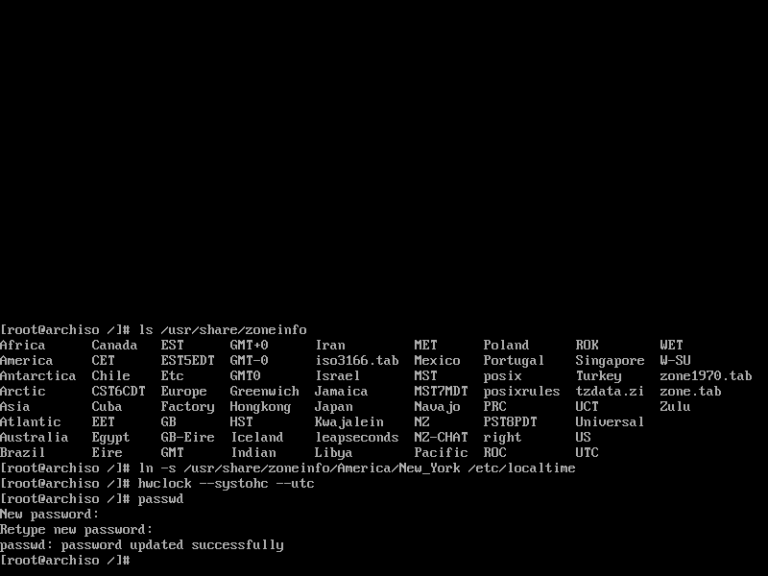 [root@archiso /]# ls /usr/share/zoneinfo
Africa Canada EST GMT+0 Iran MET Poland ROK WET
America CET EST5EDT GMT-0 iso3166.tab Mexico Portugal Singapore W-SU
Antarctica Chile Etc GMT0 Israel MST posix Turkey zone1970.tab
Arctic CST6CDT Europe Greenwich Jamaica MST7MDT posixrules tzdata.zi zone.tab
Asia Cuba Factory Hongkong Japan Navajo PRC UCT Zulu
Atlantic EET GB HST Kwajalein NZ PST8PDT Universal
Australia Egypt GB-Eire Iceland leapseconds NZ-CHAT right US
Brazil Eire GMT Indian Libya Pacific ROC UTC
[root@archiso /]# ln -s /usr/share/zoneinfo/America/New_York /etc/localtime
[root@archiso /]# hwclock --systohc --utc
[root@archiso /]# passwd
New password:
Retype new password:
passwd: password updated successfully
[root@archiso /]#